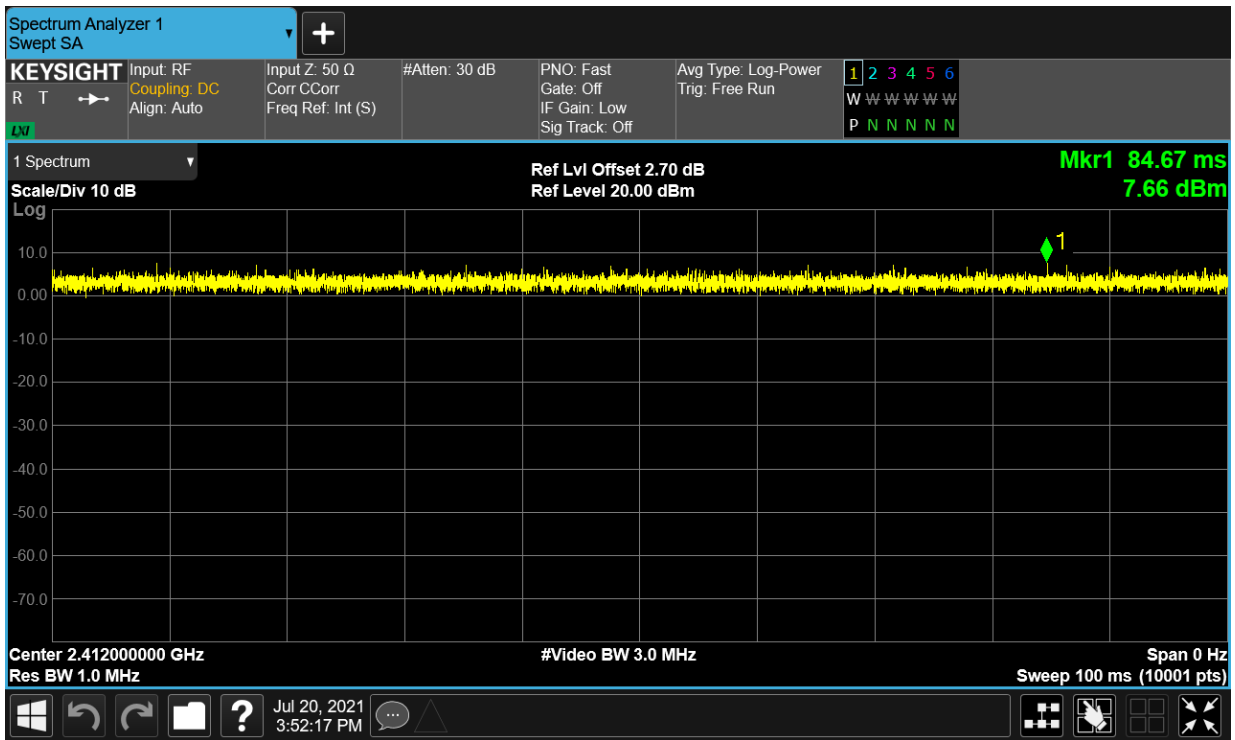 Spectrum Analyzer 1
Swept SA
KEYSIGHT
R T
LXI
Input: RF
Coupling: DC
Align: Auto
Input Z: 50 Ω
Corr CCorr
Freq Ref: Int (S)
#Atten: 30 dB
PNO: Fast
Gate: Off
IF Gain: Low
Sig Track: Off
Avg Type: Log-Power
Trig: Free Run
1 2 3 4 5 6
W W W W W W
P N N N N N
1 Spectrum
Scale/Div 10 dB
Log
Ref Lvl Offset 2.70 dB
Ref Level 20.00 dBm
Mkr1 84.67 ms
7.66 dBm
1
10.0
0.00
-10.0
-20.0
-30.0
-40.0
-50.0
-60.0
-70.0
Center 2.412000000 GHz
Res BW 1.0 MHz
#Video BW 3.0 MHz
Span 0 Hz
Sweep 100 ms (10001 pts)
?
Jul 20, 2021
3:52:17 PM